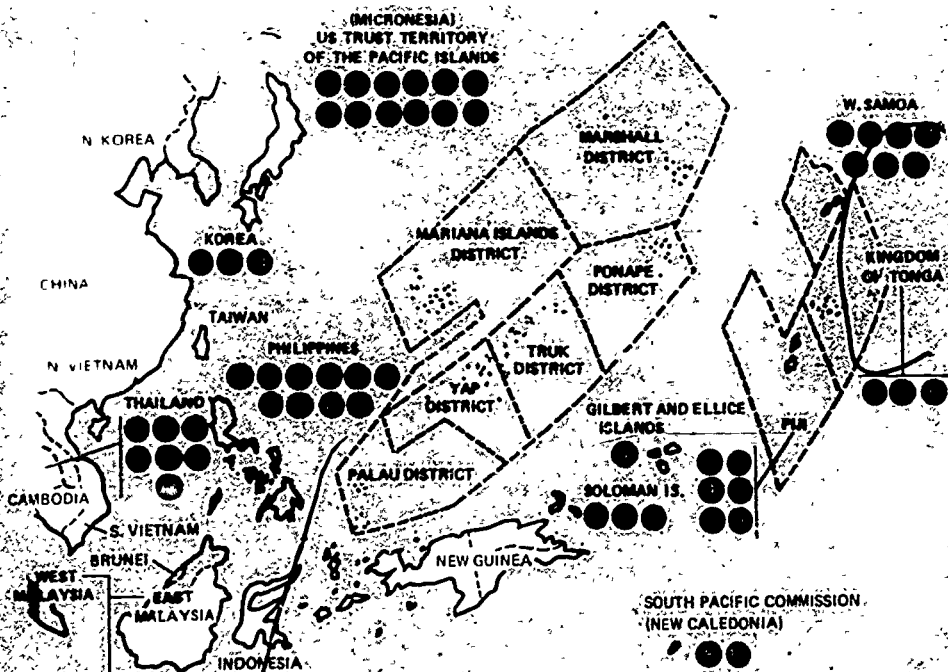 (MICRONESIA)
US TRUST TERRITORY
OF THE PACIFIC ISLANDS
W. SAMOA
N. KOREA
MARSHALL
DISTRICT
MARIANA ISLANDS
DISTRICT
KOREA
PONAPE
DISTRICT
KINGDOM
OF TONGA
CHINA
TAIWAN
N. VIETNAM
PHILIPPINES
TRUK
DISTRICT
YAP
DISTRICT
THAILAND
GILBERT AND ELLICE
ISLANDS
FIJI
PALAU DISTRICT
SOLOMAN IS.
CAMBODIA
S. VIETNAM
BRUNEI
NEW GUINEA
WEST
MALAYSIA
EAST
MALAYSIA
SOUTH PACIFIC COMMISSION
(NEW CALEDONIA)
INDONESIA